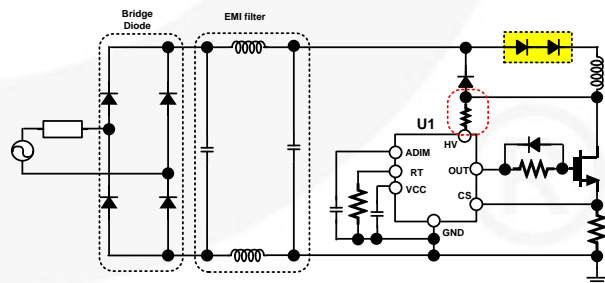 Bridge
Diode
EMI filter
U1
HV
ADIM
RT
OUT
VCC
CS
GND